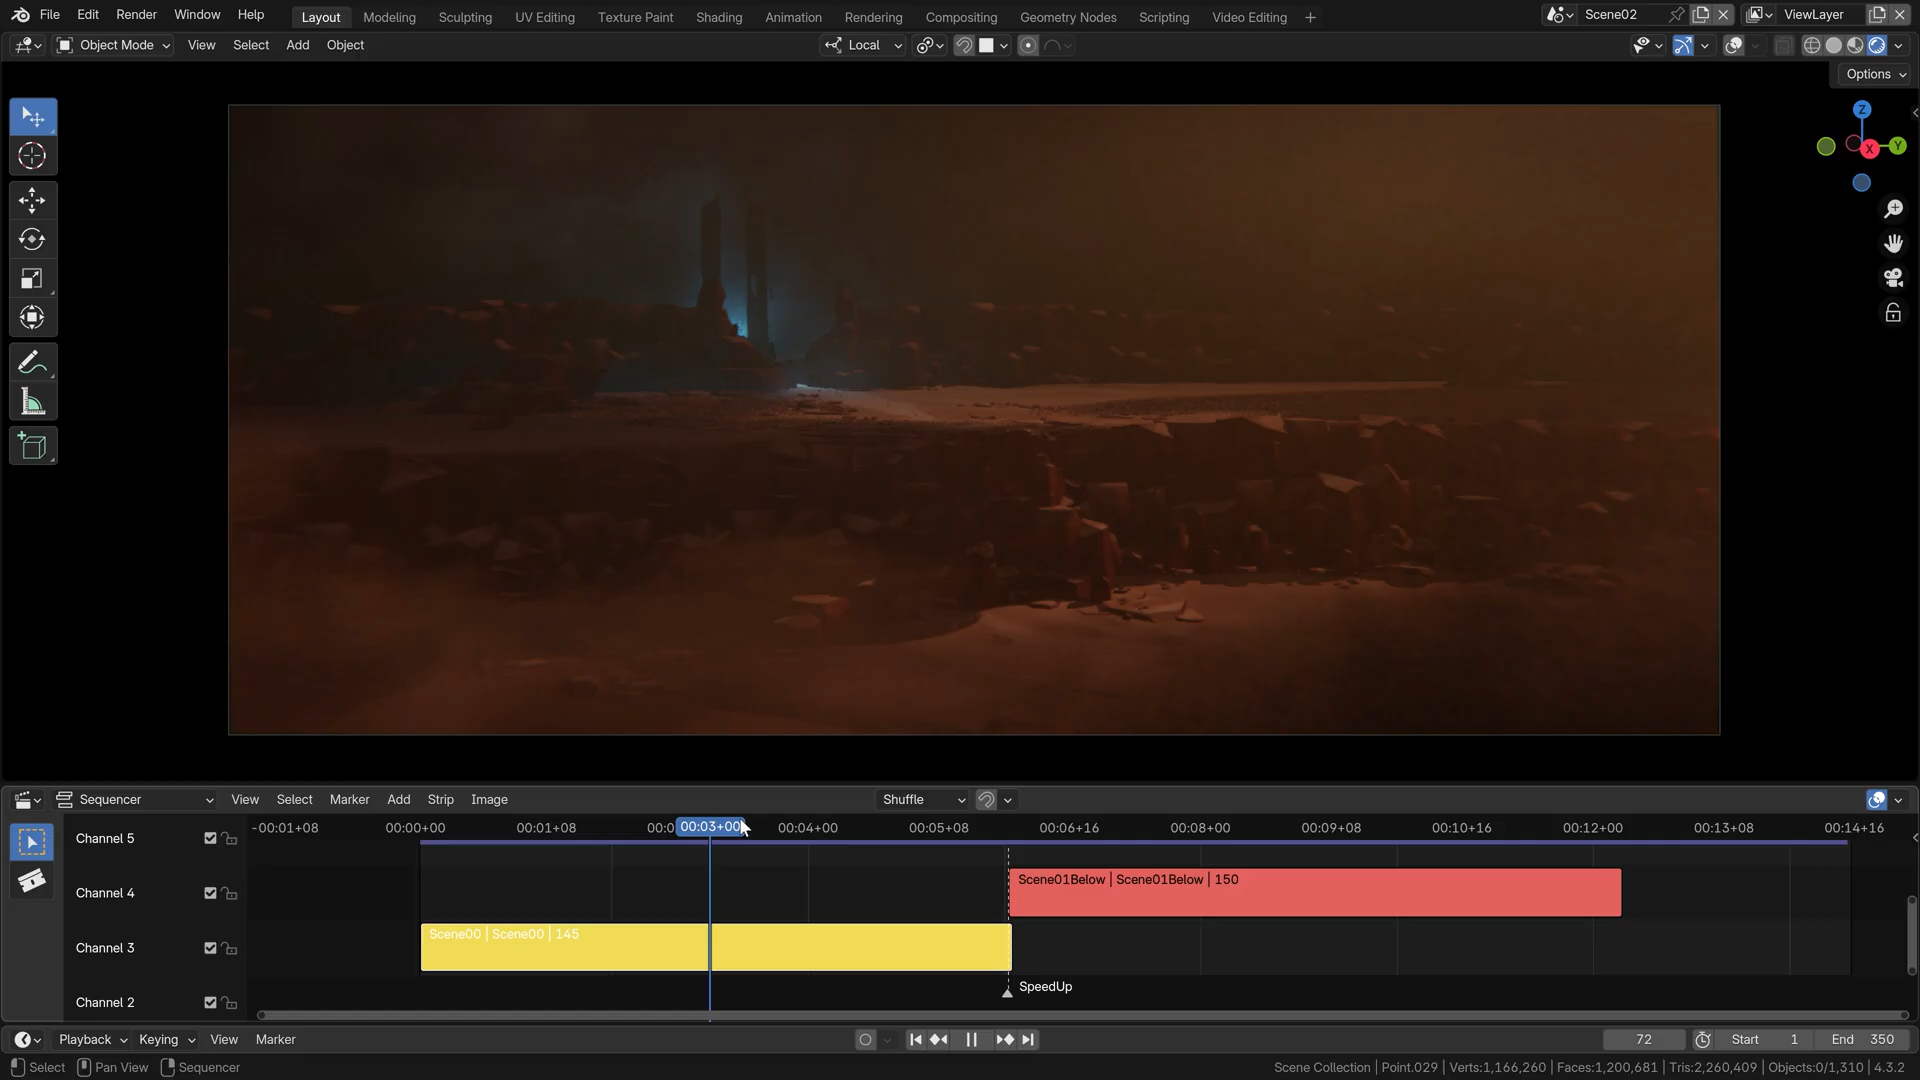 File Edit Render Window Help Layout Modeling Sculpting UV Editing Texture Paint Shading Animation Rendering Compositing Geometry Nodes Scripting Video Editing Scene02 ViewLayer
Object Mode View Select Add Object Local
Options
Z
X Y
Sequencer View Select Marker Add Strip Image Shuffle
-00:01+08 00:00+00 00:01+08 00:03+00 00:04+00 00:05+08 00:06+16 00:08+00 00:09+08 00:10+16 00:12+00 00:13+08 00:14+16
Channel 5
Channel 4 Scene01Below | Scene01Below | 150
Channel 3 Scene00 | Scene00 | 145
Channel 2 SpeedUp
Playback Keying View Marker 72 Start 1 End 350
Select Pan View Sequencer Scene Collection | Point.029 | Verts:1,166,260 | Faces:1,200,681 | Tris:2,260,409 | Objects:0/1,310 | 4.3.2